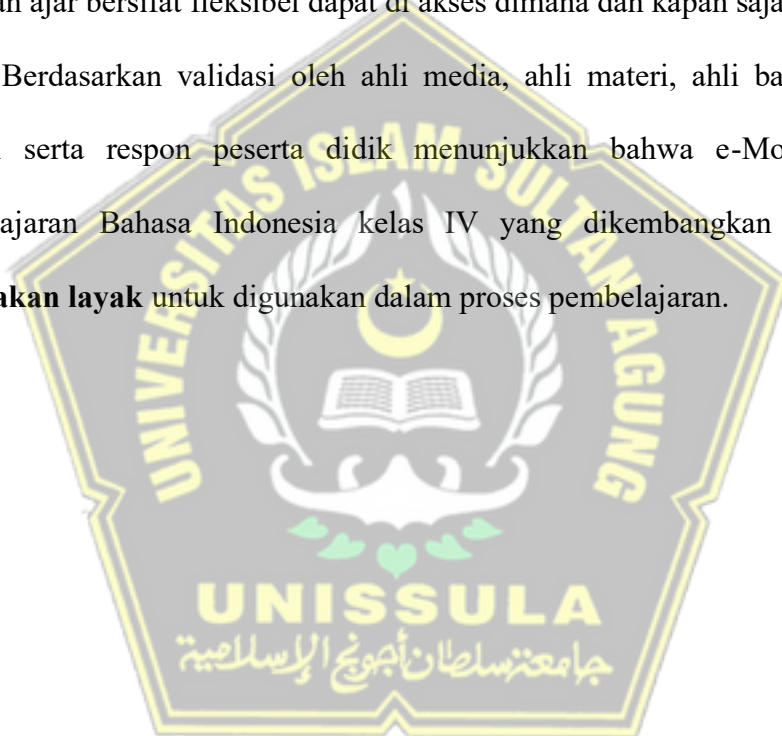 an ajar bersifat fleksibel dapat di akses dimana dan kapan saja
Berdasarkan validasi oleh ahli media, ahli materi, ahli ba
serta respon peserta didik menunjukkan bahwa e-Mo
ajaran Bahasa Indonesia kelas IV yang dikembangkan
akan layak untuk digunakan dalam proses pembelajaran.
UNIVERSITAS ISLAM SULTAN AGUNG
UNISSULA
جامعة سلطان أجونج الإسلامية